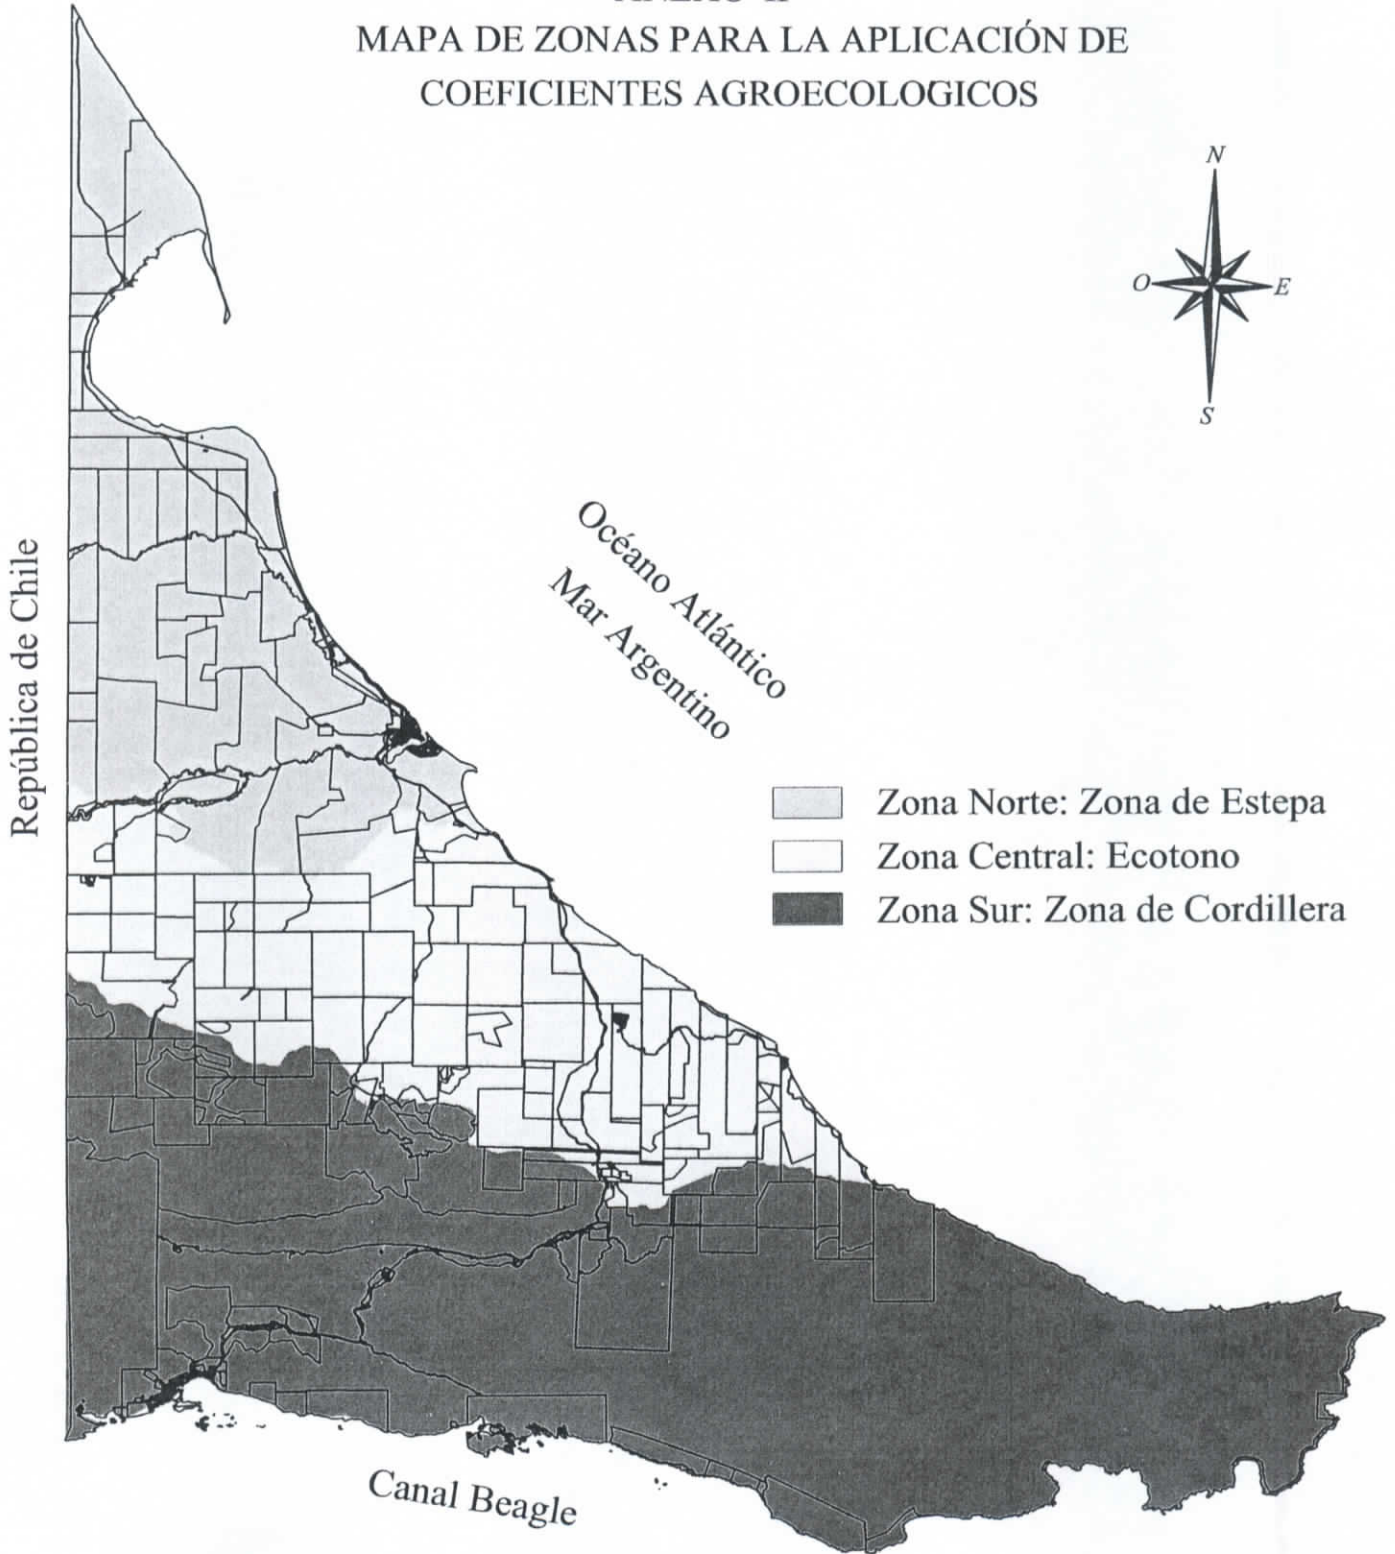 MAPA DE ZONAS PARA LA APLICACIÓN DE
COEFICIENTES AGROECOLOGICOS
N
O
E
S
República de Chile
Océano Atlántico
Mar Argentino
Zona Norte: Zona de Estepa
Zona Central: Ecotono
Zona Sur: Zona de Cordillera
Canal Beagle